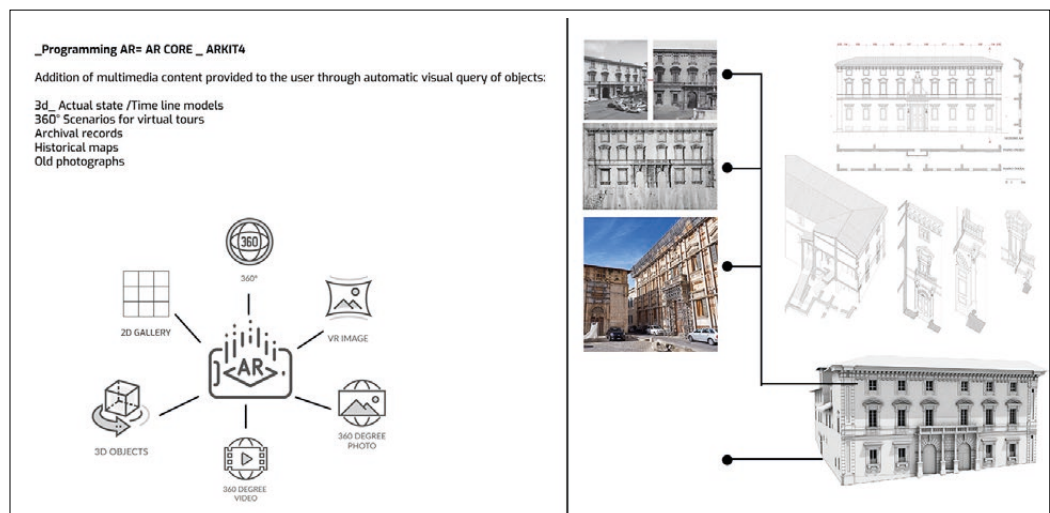 _Programming AR= AR CORE _ ARKIT4
Addition of multimedia content provided to the user through automatic visual query of objects:
3d_ Actual state /Time line models
360° Scenarios for virtual tours
Archival records
Historical maps
Old photographs
360
360°
2D GALLERY
VR IMAGE
<AR>
3D OBJECTS
360 DEGREE
PHOTO
360 DEGREE
VIDEO